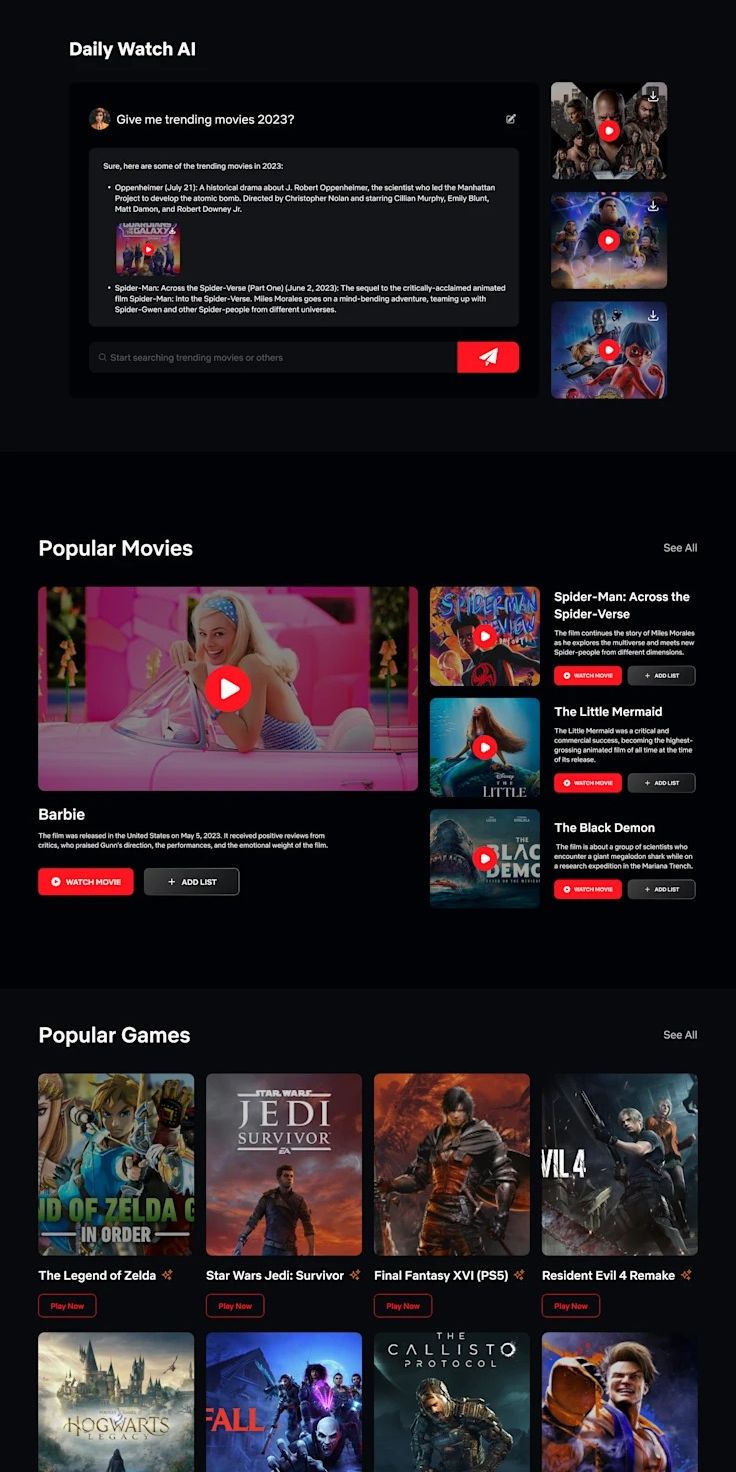 Daily Watch AI
Give me trending movies 2023?
Sure, here are some of the trending movies in 2023:
• Oppenheimer (July 21): A historical drama about J. Robert Oppenheimer, the scientist who led the Manhattan
Project to develop the atomic bomb. Directed by Christopher Nolan and starring Cillian Murphy, Emily Blunt,
Matt Damon, and Robert Downey Jr.
GUARDIANS
GALAXY
• Spider-Man: Across the Spider-Verse (Part One) (June 2, 2023): The sequel to the critically-acclaimed animated
film Spider-Man: Into the Spider-Verse. Miles Morales goes on a mind-bending adventure, teaming up with
Spider-Gwen and other Spider-people from different universes.
Start searching trending movies or others
Popular Movies
See All
Barbie
The film was released in the United States on May 5, 2023. It received positive reviews from
critics, who praised Gunn's direction, the performances, and the emotional weight of the film.
WATCH MOVIE
+ ADD LIST
SPIDERMAN
Spider-Man: Across the
Spider-Verse
The film continues the story of Miles Morales
as he explores the multiverse and meets new
Spider-people from different dimensions.
WATCH MOVIE
+ ADD LIST
Disney
THE
LITTLE
The Little Mermaid
The Little Mermaid was a critical and
commercial success, becoming the highest-
grossing animated film of all time at the time
of its release.
WATCH MOVIE
+ ADD LIST
THE
BLAC
DEMO
The Black Demon
The film is about a group of scientists who
encounter a giant megalodon shark while on
a research expedition in the Mariana Trench.
WATCH MOVIE
+ ADD LIST
Popular Games
See All
ND OF ZELDA G
IN ORDER
STAR WARS
JEDI
SURVIVOR
EA
VIL 4
The Legend of Zelda
Star Wars Jedi: Survivor
Final Fantasy XVI (PS5)
Resident Evil 4 Remake
Play Now
Play Now
Play Now
Play Now
HOGWARTS
LEGACY
FALL
THE
CALLISTO
PROTOCOL